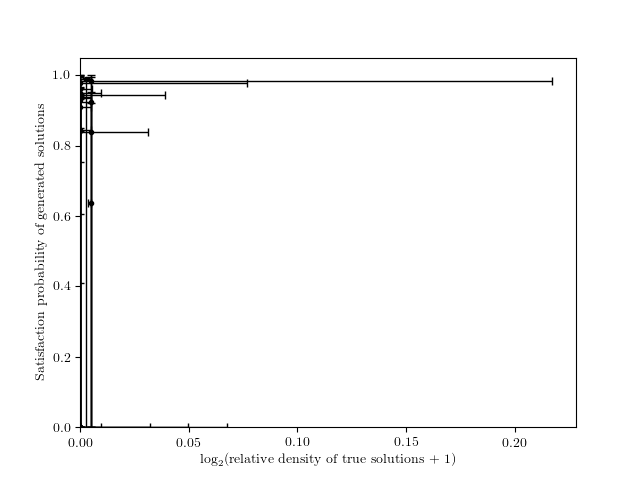 1.0
0.8
0.6
0.4
0.2
0.0
0.00 0.05 0.10 0.15 0.20
Satisfaction probability of generated solutions
log₂(relative density of true solutions + 1)